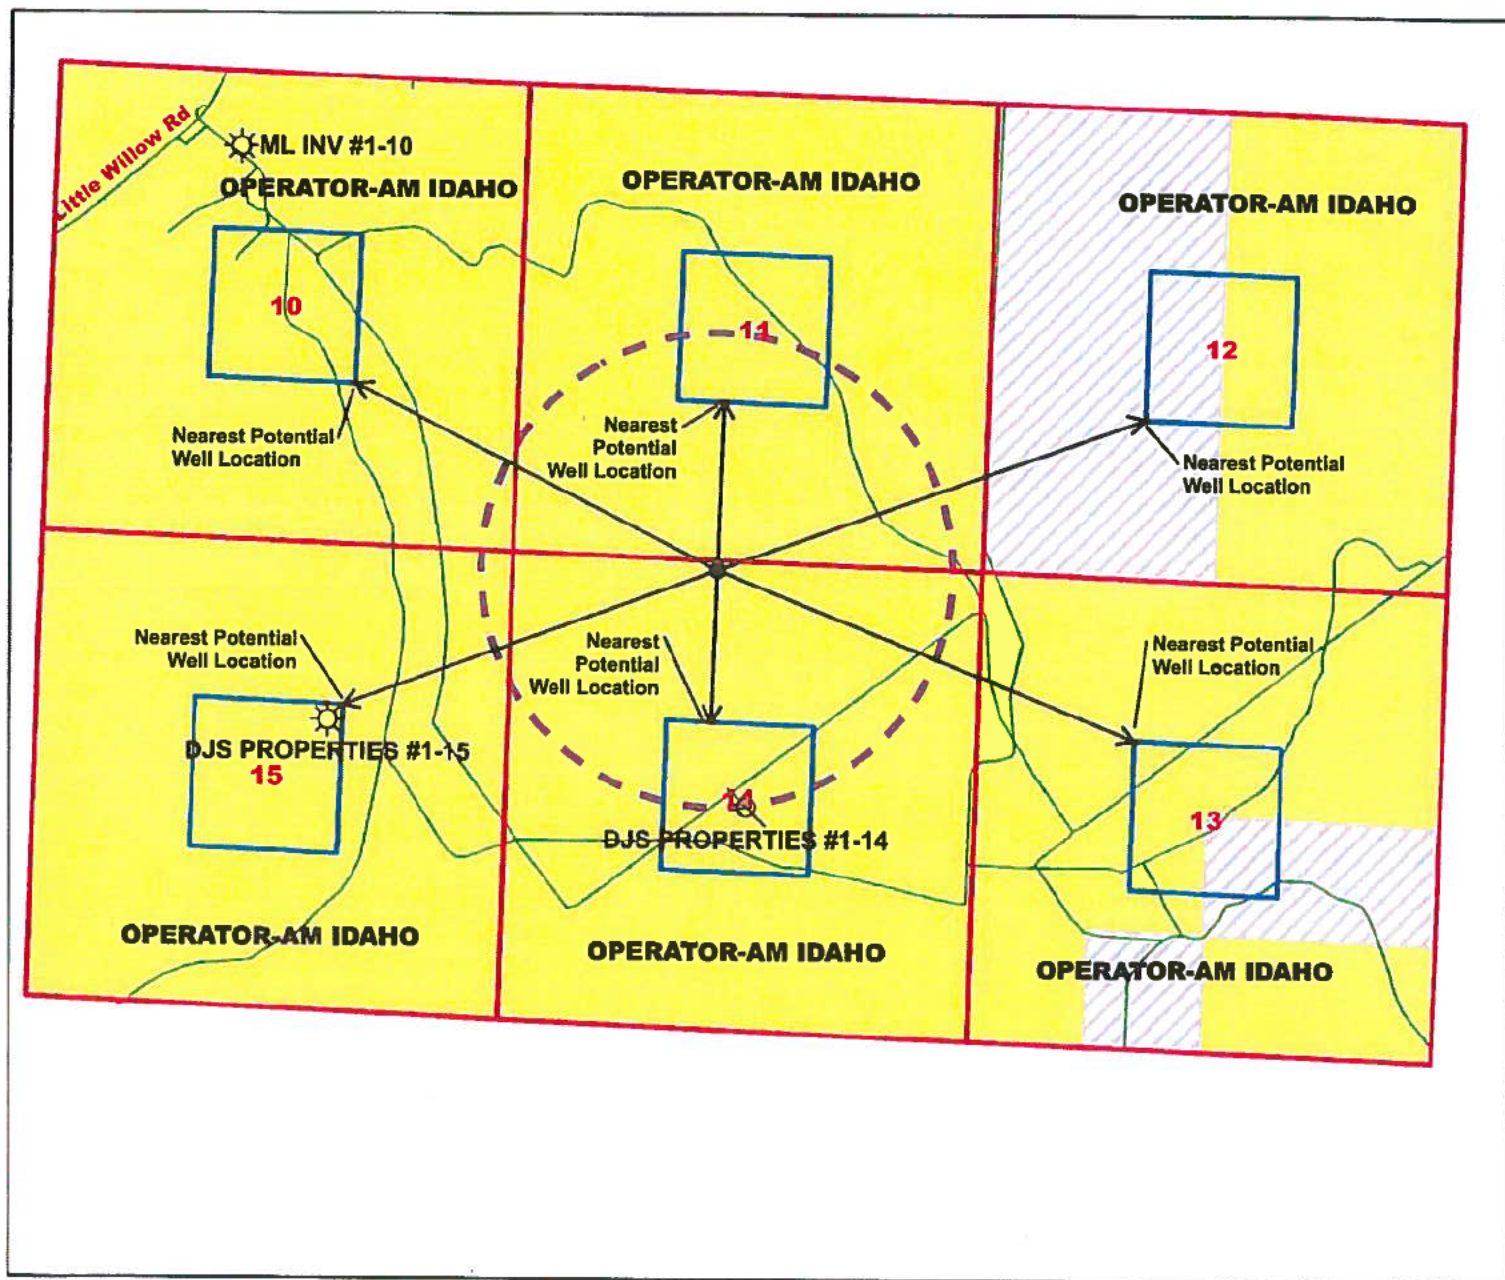 Little Willow Rd
ML INV #1-10
OPERATOR-AM IDAHO
OPERATOR-AM IDAHO
OPERATOR-AM IDAHO
10
11
12
Nearest Potential
Well Location
Nearest
Potential
Well Location
Nearest Potential
Well Location
Nearest Potential
Well Location
Nearest
Potential
Well Location
Nearest Potential
Well Location
DJS PROPERTIES #1-15
15
14
DJS PROPERTIES #1-14
13
OPERATOR-AM IDAHO
OPERATOR-AM IDAHO
OPERATOR-AM IDAHO